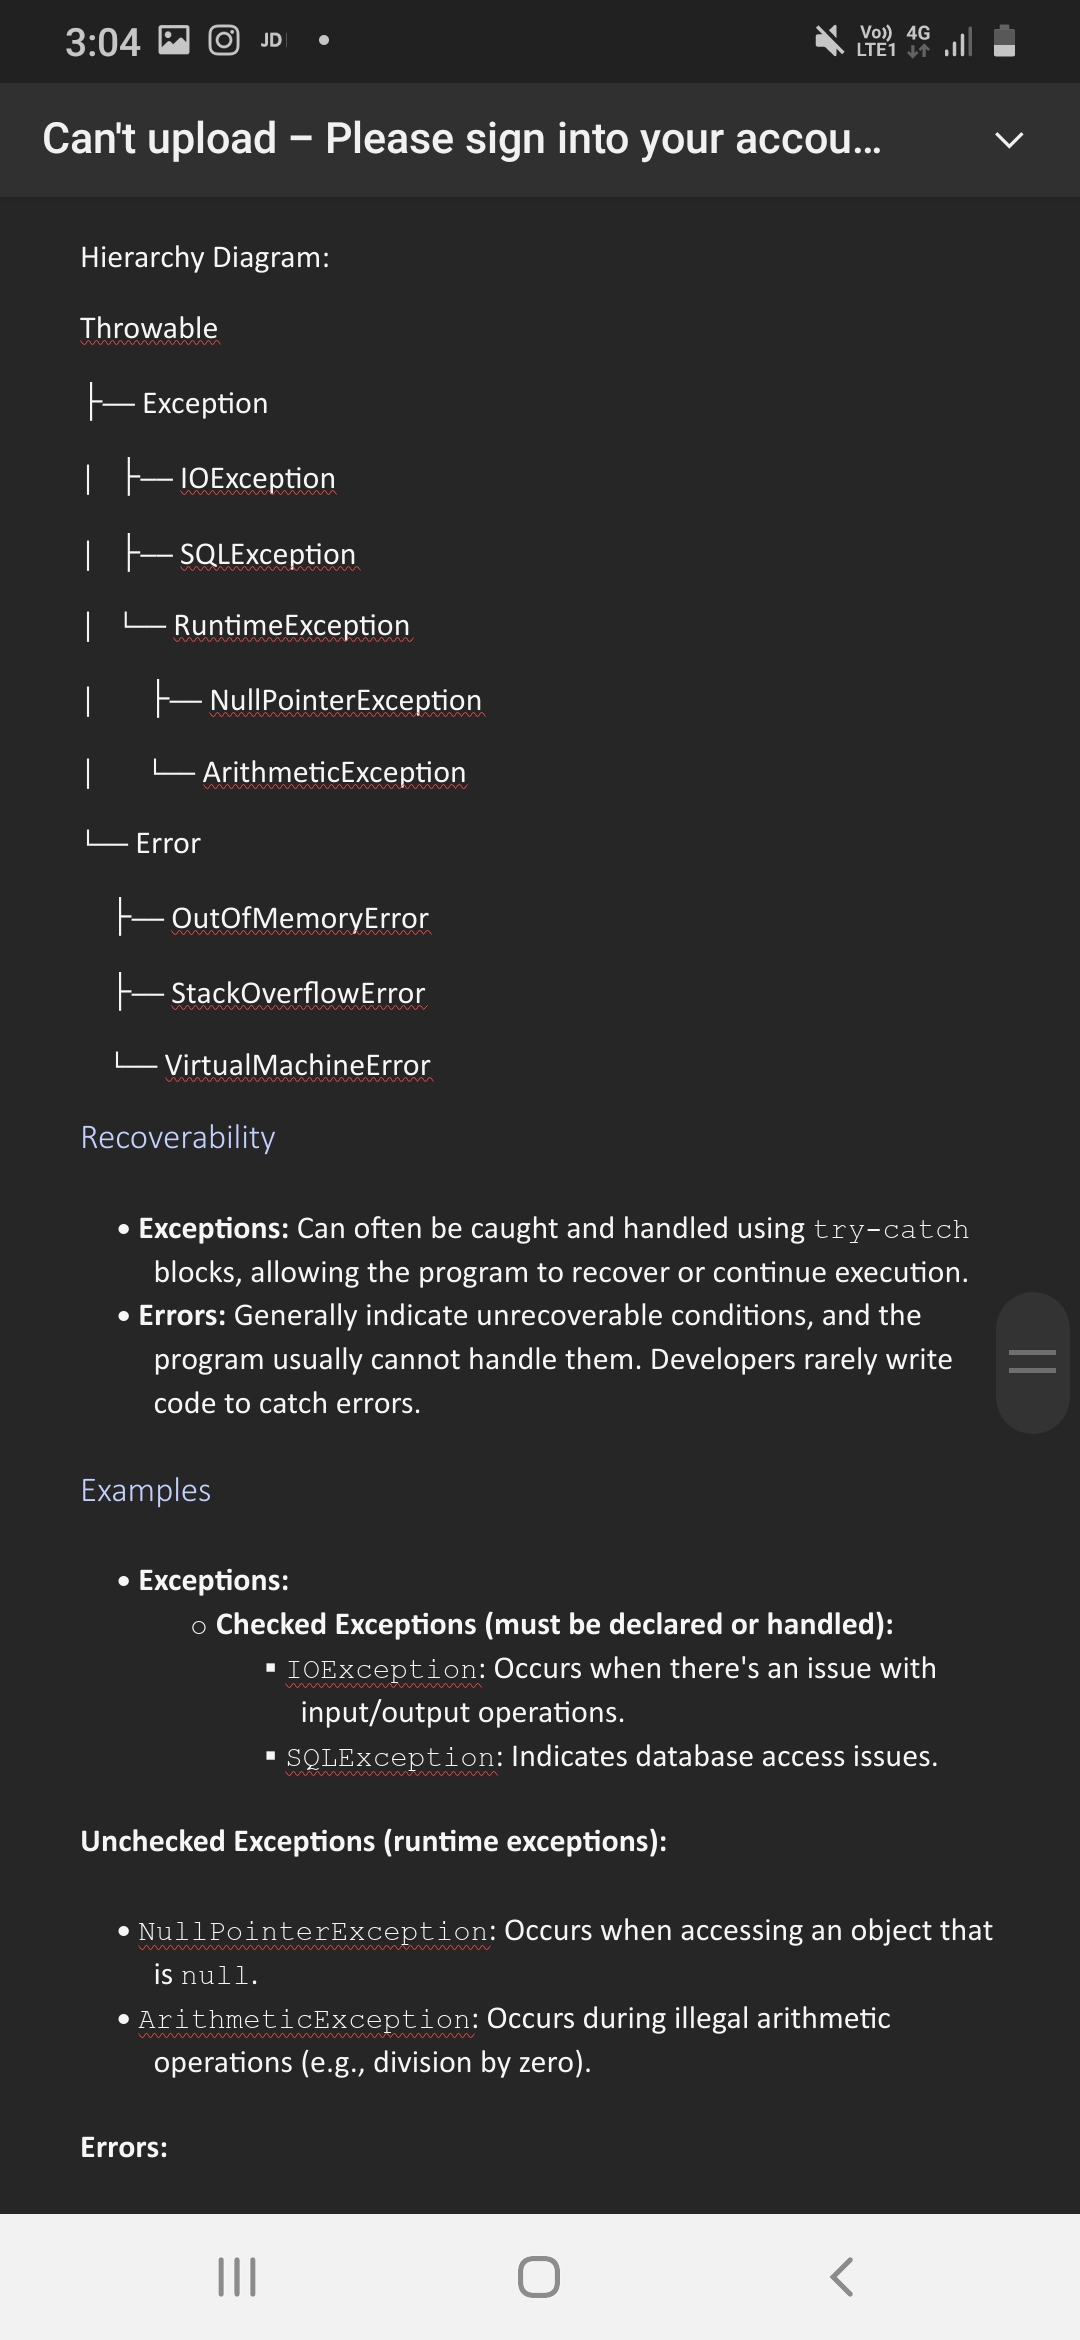 3:04 JD
Vo)) 4G
LTE1
Can't upload – Please sign into your accou...
Hierarchy Diagram:
Throwable
├── Exception
│ ├── IOException
│ ├── SQLException
│ └── RuntimeException
│ ├── NullPointerException
│ └── ArithmeticException
└── Error
├── OutOfMemoryError
├── StackOverflowError
└── VirtualMachineError
Recoverability
• Exceptions: Can often be caught and handled using try-catch
blocks, allowing the program to recover or continue execution.
• Errors: Generally indicate unrecoverable conditions, and the
program usually cannot handle them. Developers rarely write
code to catch errors.
Examples
• Exceptions:
o Checked Exceptions (must be declared or handled):
▪ IOException: Occurs when there's an issue with
input/output operations.
▪ SQLException: Indicates database access issues.
Unchecked Exceptions (runtime exceptions):
• NullPointerException: Occurs when accessing an object that
is null.
• ArithmeticException: Occurs during illegal arithmetic
operations (e.g., division by zero).
Errors: